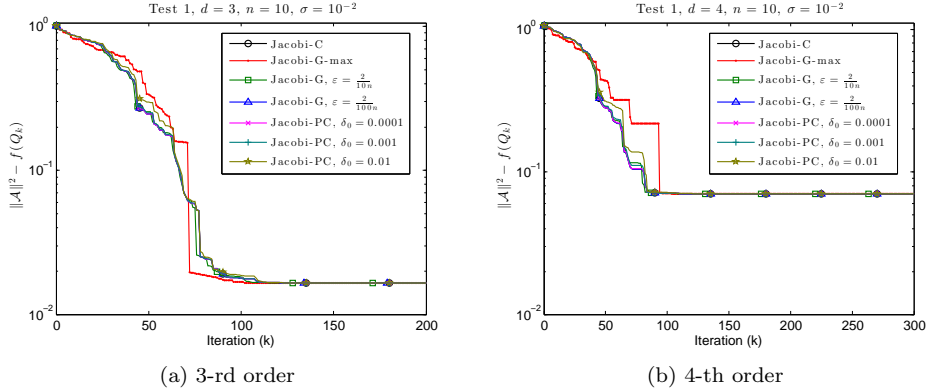 Test 1, d = 3, n = 10, σ = 10⁻²
10⁰
10⁻¹
10⁻²
‖𝒜‖² − f(Qₖ)
Jacobi-C
Jacobi-G-max
Jacobi-G, ε = 2/10n
Jacobi-G, ε = 2/100n
Jacobi-PC, δ₀ = 0.0001
Jacobi-PC, δ₀ = 0.001
Jacobi-PC, δ₀ = 0.01
0 50 100 150 200
Iteration (k)
(a) 3-rd order
Test 1, d = 4, n = 10, σ = 10⁻²
10⁰
10⁻¹
10⁻²
‖𝒜‖² − f(Qₖ)
Jacobi-C
Jacobi-G-max
Jacobi-G, ε = 2/10n
Jacobi-G, ε = 2/100n
Jacobi-PC, δ₀ = 0.0001
Jacobi-PC, δ₀ = 0.001
Jacobi-PC, δ₀ = 0.01
0 50 100 150 200 250 300
Iteration (k)
(b) 4-th order